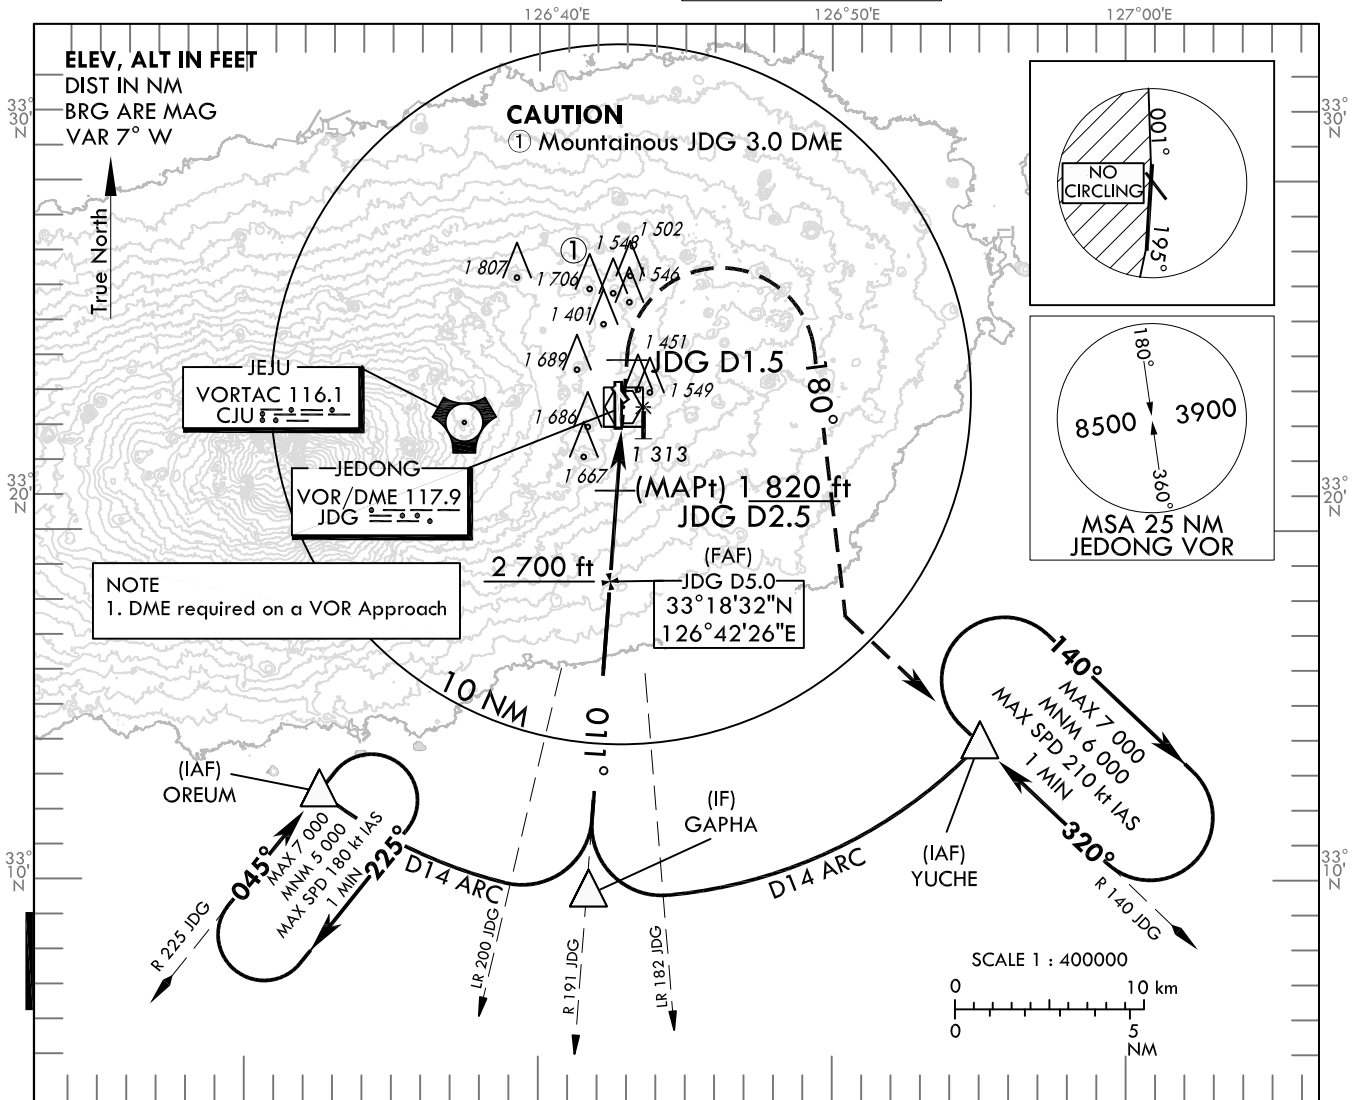 126°40'E
126°50'E
127°00'E
ELEV, ALT IN FEET
DIST IN NM
BRG ARE MAG
VAR 7° W
True North
33°
30'
N
33°
30'
N
CAUTION
① Mountainous JDG 3.0 DME
001°
NO
CIRCLING
195°
1 502
1 548
①
1 807
1 706
1 546
1 401
1 451
1 689
JDG D1.5
1 549
1 686
1 313
1 667
180°
JEJU
VORTAC 116.1
CJU
JEDONG
VOR/DME 117.9
JDG
180°
8500
3900
360°
MSA 25 NM
JEDONG VOR
33°
20'
N
33°
20'
N
(MAPt) 1 820 ft
JDG D2.5
(FAF)
JDG D5.0
33°18'32"N
126°42'26"E
2 700 ft
NOTE
1. DME required on a VOR Approach
10 NM
011°
140°
MAX 7 000
MNM 6 000
MAX SPD 210 kt IAS
1 MIN
320°
R 140 JDG
(IAF)
OREUM
045°
MAX 7 000
MNM 5 000
MAX SPD 180 kt IAS
1 MIN
225°
R 225 JDG
D14 ARC
(IF)
GAPHA
D14 ARC
(IAF)
YUCHE
33°
10'
N
33°
10'
N
LR 200 JDG
R 191 JDG
LR 182 JDG
SCALE 1 : 400000
0
10 km
0
5
NM